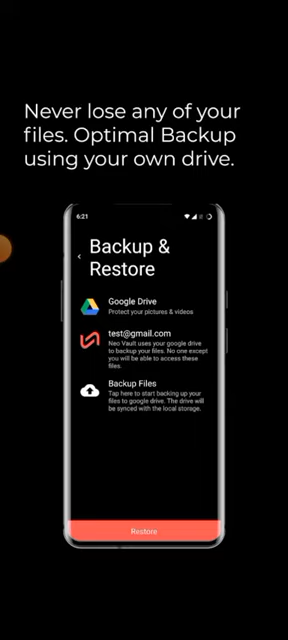 Never lose any of your
files. Optimal Backup
using your own drive.
6:21
Backup &
Restore
Google Drive
Protect your pictures & videos
test@gmail.com
Neo Vault uses your google drive
to backup your files. No one except
you will be able to access these
files.
Backup Files
Tap here to start backing up your
files to google drive. The drive will
be synced with the local storage.
Restore